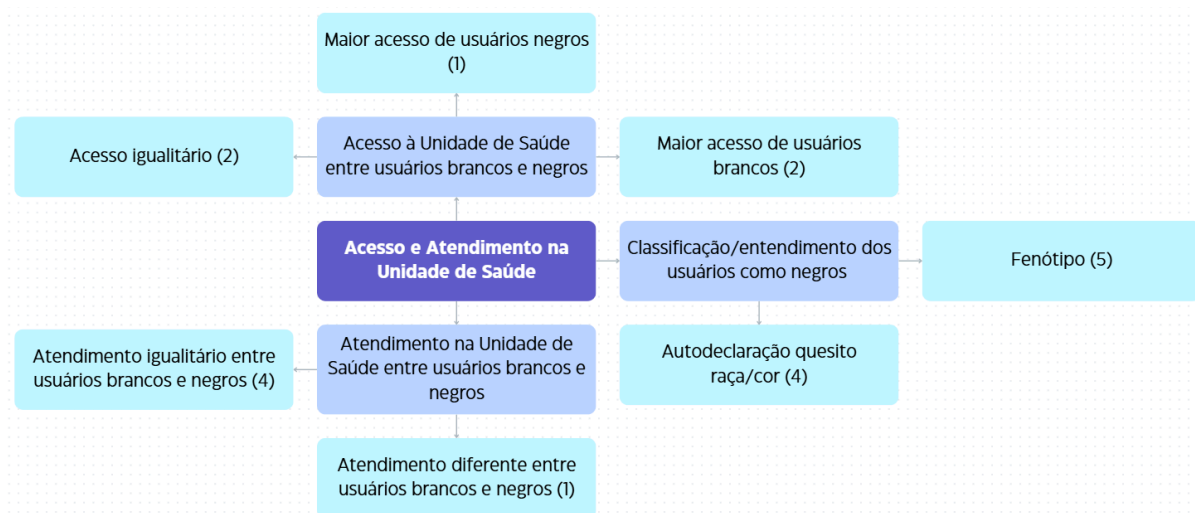 Maior acesso de usuários negros
(1)
Acesso igualitário (2)
Acesso à Unidade de Saúde
entre usuários brancos e negros
Maior acesso de usuários
brancos (2)
Acesso e Atendimento na
Unidade de Saúde
Classificação/entendimento dos
usuários como negros
Fenótipo (5)
Atendimento igualitário entre
usuários brancos e negros (4)
Atendimento na Unidade de
Saúde entre usuários brancos e
negros
Autodeclaração quesito
raça/cor (4)
Atendimento diferente entre
usuários brancos e negros (1)